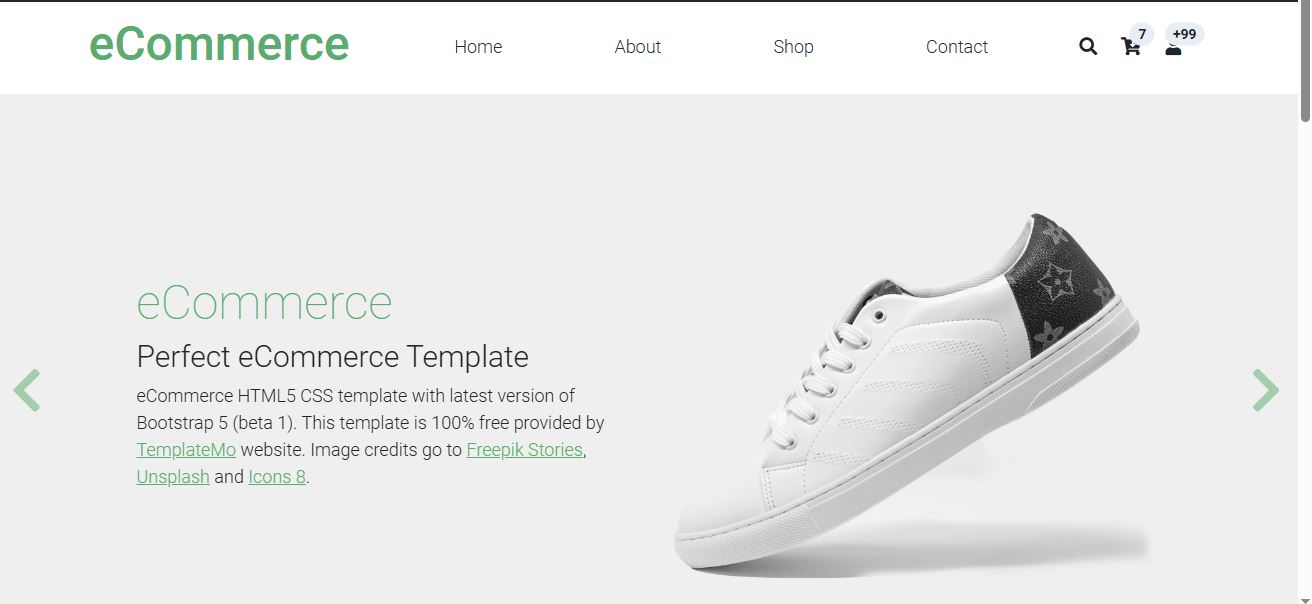 eCommerce
Home About Shop Contact 7 +99
eCommerce
Perfect eCommerce Template
eCommerce HTML5 CSS template with latest version of
Bootstrap 5 (beta 1). This template is 100% free provided by
TemplateMo website. Image credits go to Freepik Stories,
Unsplash and Icons 8.